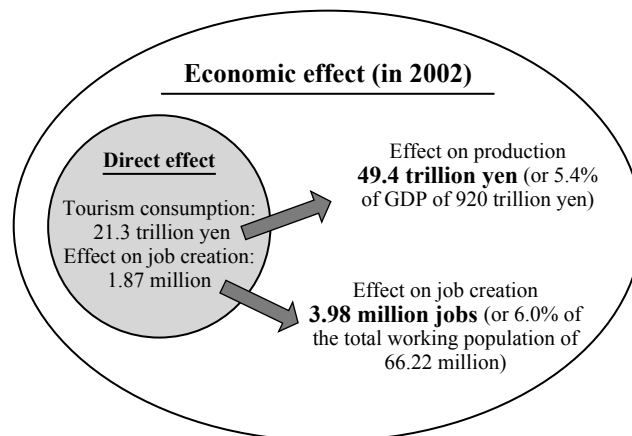 Economic effect (in 2002)
Direct effect
Tourism consumption:
21.3 trillion yen
Effect on job creation:
1.87 million
Effect on production
49.4 trillion yen (or 5.4%
of GDP of 920 trillion yen)
Effect on job creation
3.98 million jobs (or 6.0% of
the total working population of
66.22 million)